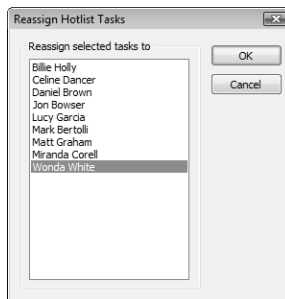 Reassign Hotlist Tasks
Reassign selected tasks to
OK
Cancel
Billie Holly
Celine Dancer
Daniel Brown
Jon Bowser
Lucy Garcia
Mark Bertolli
Matt Graham
Miranda Corell
Wonda White